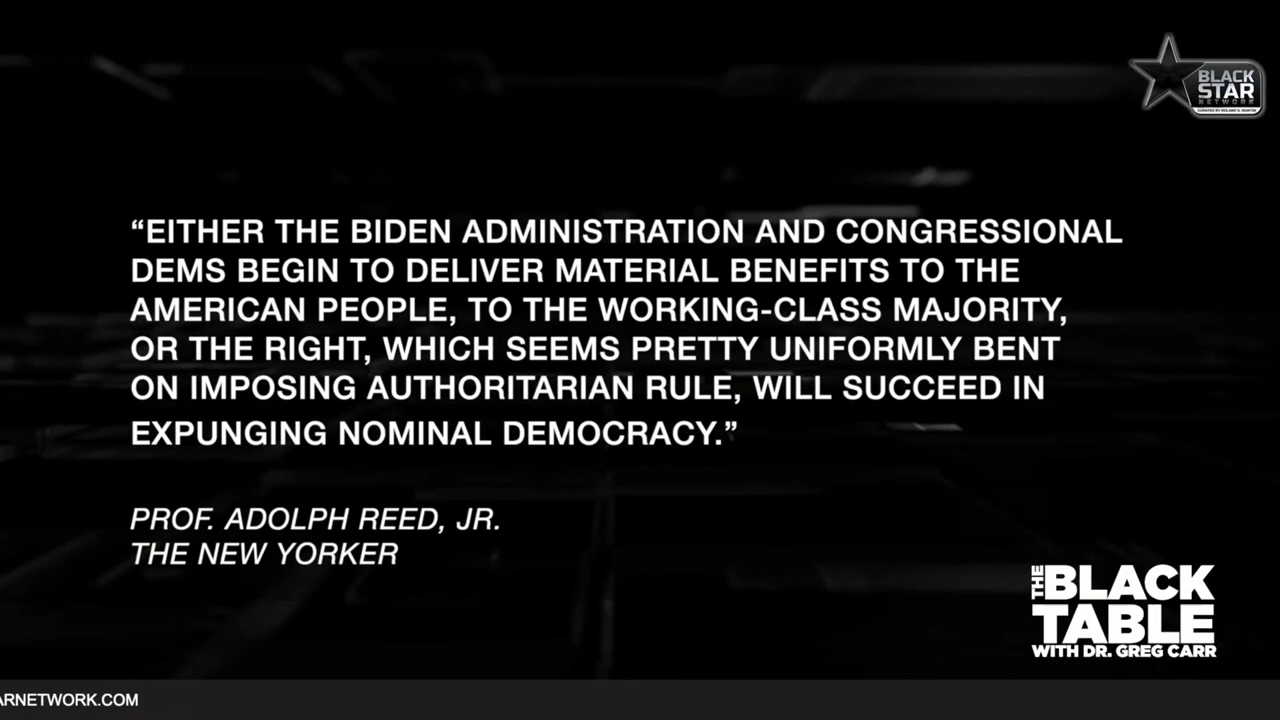 BLACK
STAR
NETWORK
“EITHER THE BIDEN ADMINISTRATION AND CONGRESSIONAL
DEMS BEGIN TO DELIVER MATERIAL BENEFITS TO THE
AMERICAN PEOPLE, TO THE WORKING-CLASS MAJORITY,
OR THE RIGHT, WHICH SEEMS PRETTY UNIFORMLY BENT
ON IMPOSING AUTHORITARIAN RULE, WILL SUCCEED IN
EXPUNGING NOMINAL DEMOCRACY.”
PROF. ADOLPH REED, JR.
THE NEW YORKER
THE BLACK
TABLE
WITH DR. GREG CARR
ARNETWORK.COM